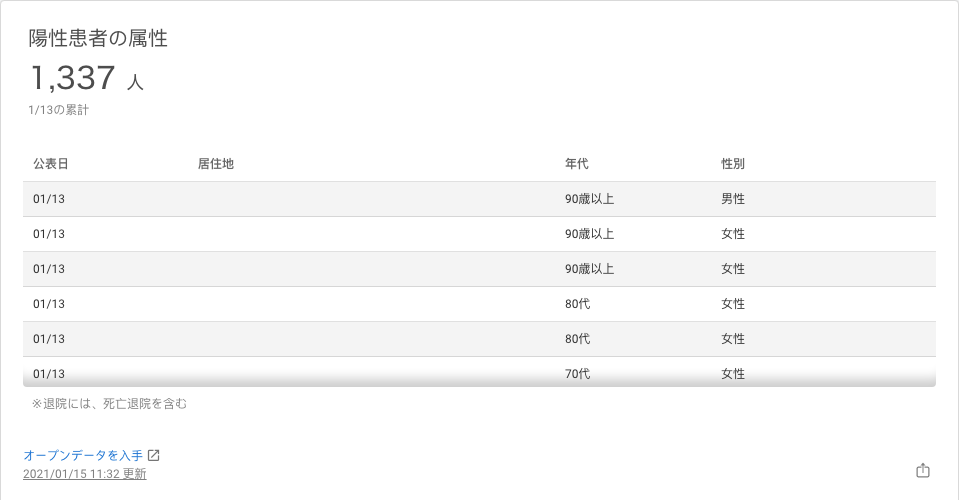 陽性患者の属性
1,337 人
1/13の累計
公表日 居住地 年代 性別
01/13 90歳以上 男性
01/13 90歳以上 女性
01/13 90歳以上 女性
01/13 80代 女性
01/13 80代 女性
01/13 70代 女性
※退院には、死亡退院を含む
オープンデータを入手
2021/01/15 11:32 更新